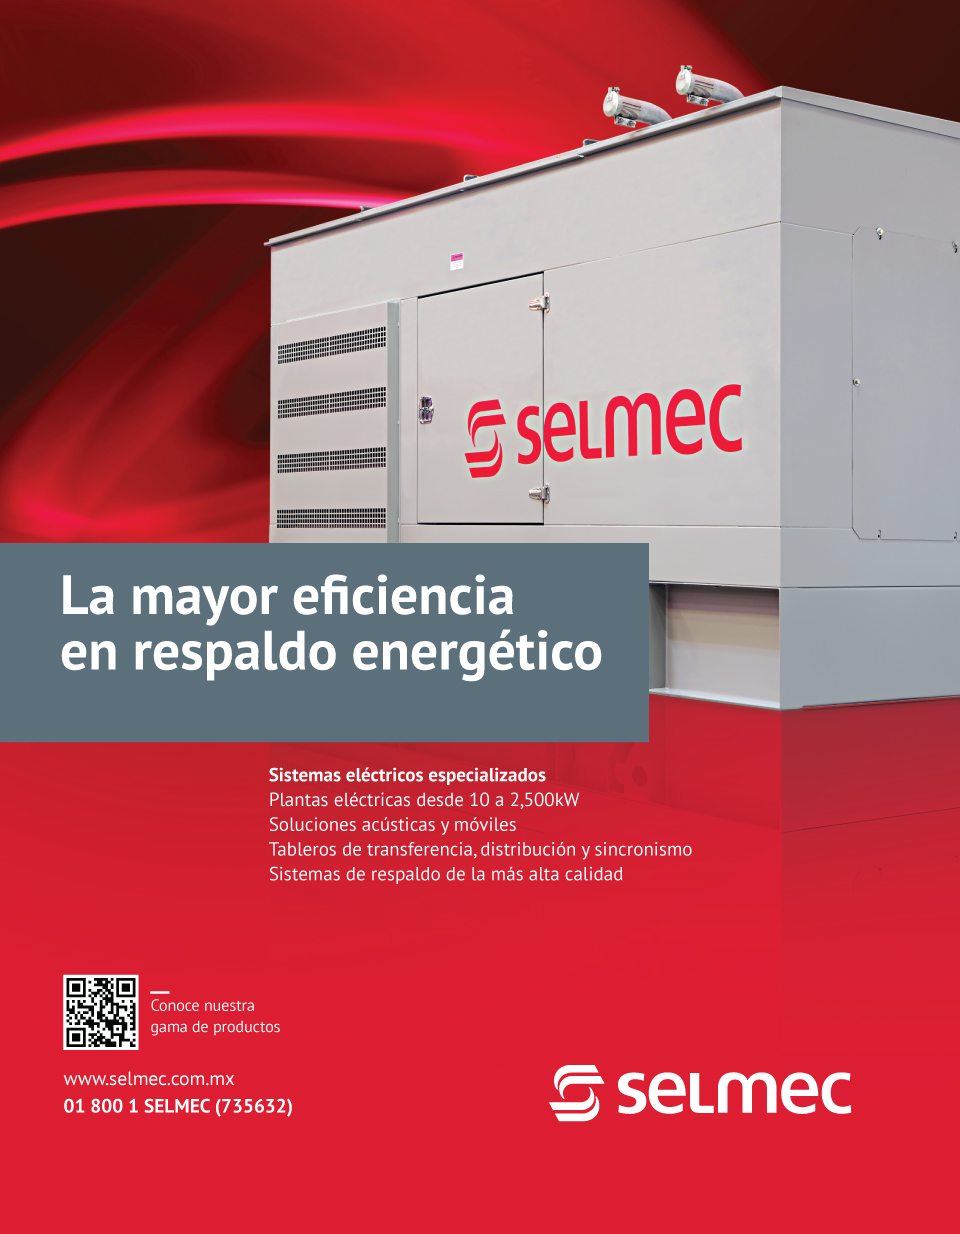 selmec
La mayor eficiencia
en respaldo energético
Sistemas eléctricos especializados
Plantas eléctricas desde 10 a 2,500kW
Soluciones acústicas y móviles
Tableros de transferencia, distribución y sincronismo
Sistemas de respaldo de la más alta calidad
Conoce nuestra
gama de productos
www.selmec.com.mx
01 800 1 SELMEC (735632)
selmec